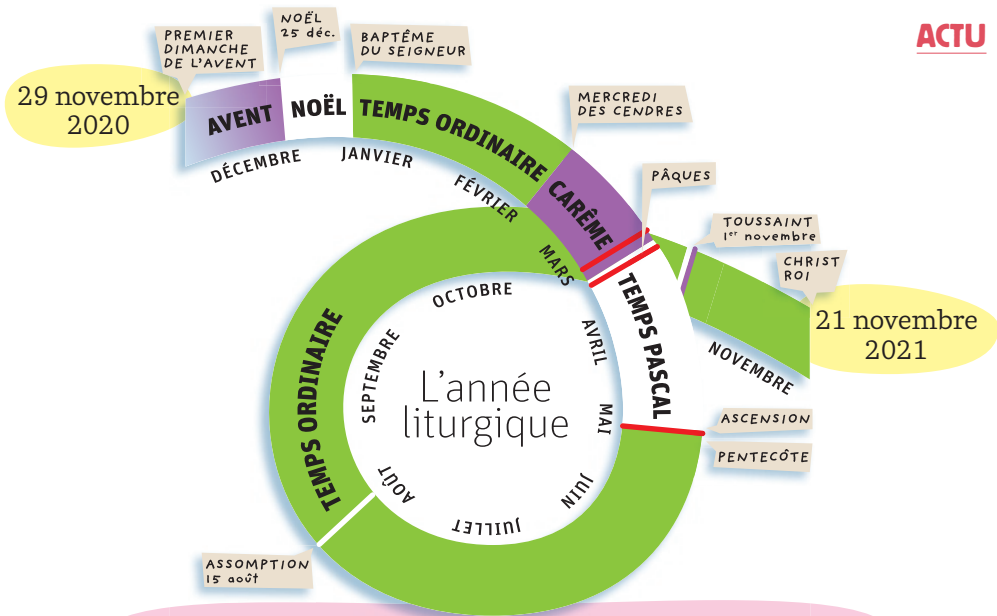 ACTU
29 novembre
2020
PREMIER
DIMANCHE
DE L'AVENT
NOËL
25 déc.
BAPTÊME
DU SEIGNEUR
AVENT
NOËL
TEMPS ORDINAIRE
MERCREDI
DES CENDRES
DÉCEMBRE
JANVIER
FÉVRIER
CARÊME
PÂQUES
MARS
TOUSSAINT
1er novembre
CHRIST
ROI
21 novembre
2021
NOVEMBRE
TEMPS PASCAL
AVRIL
MAI
ASCENSION
PENTECÔTE
JUIN
JUILLET
AOÛT
ASSOMPTION
15 août
TEMPS ORDINAIRE
SEPTEMBRE
OCTOBRE
L'année
liturgique